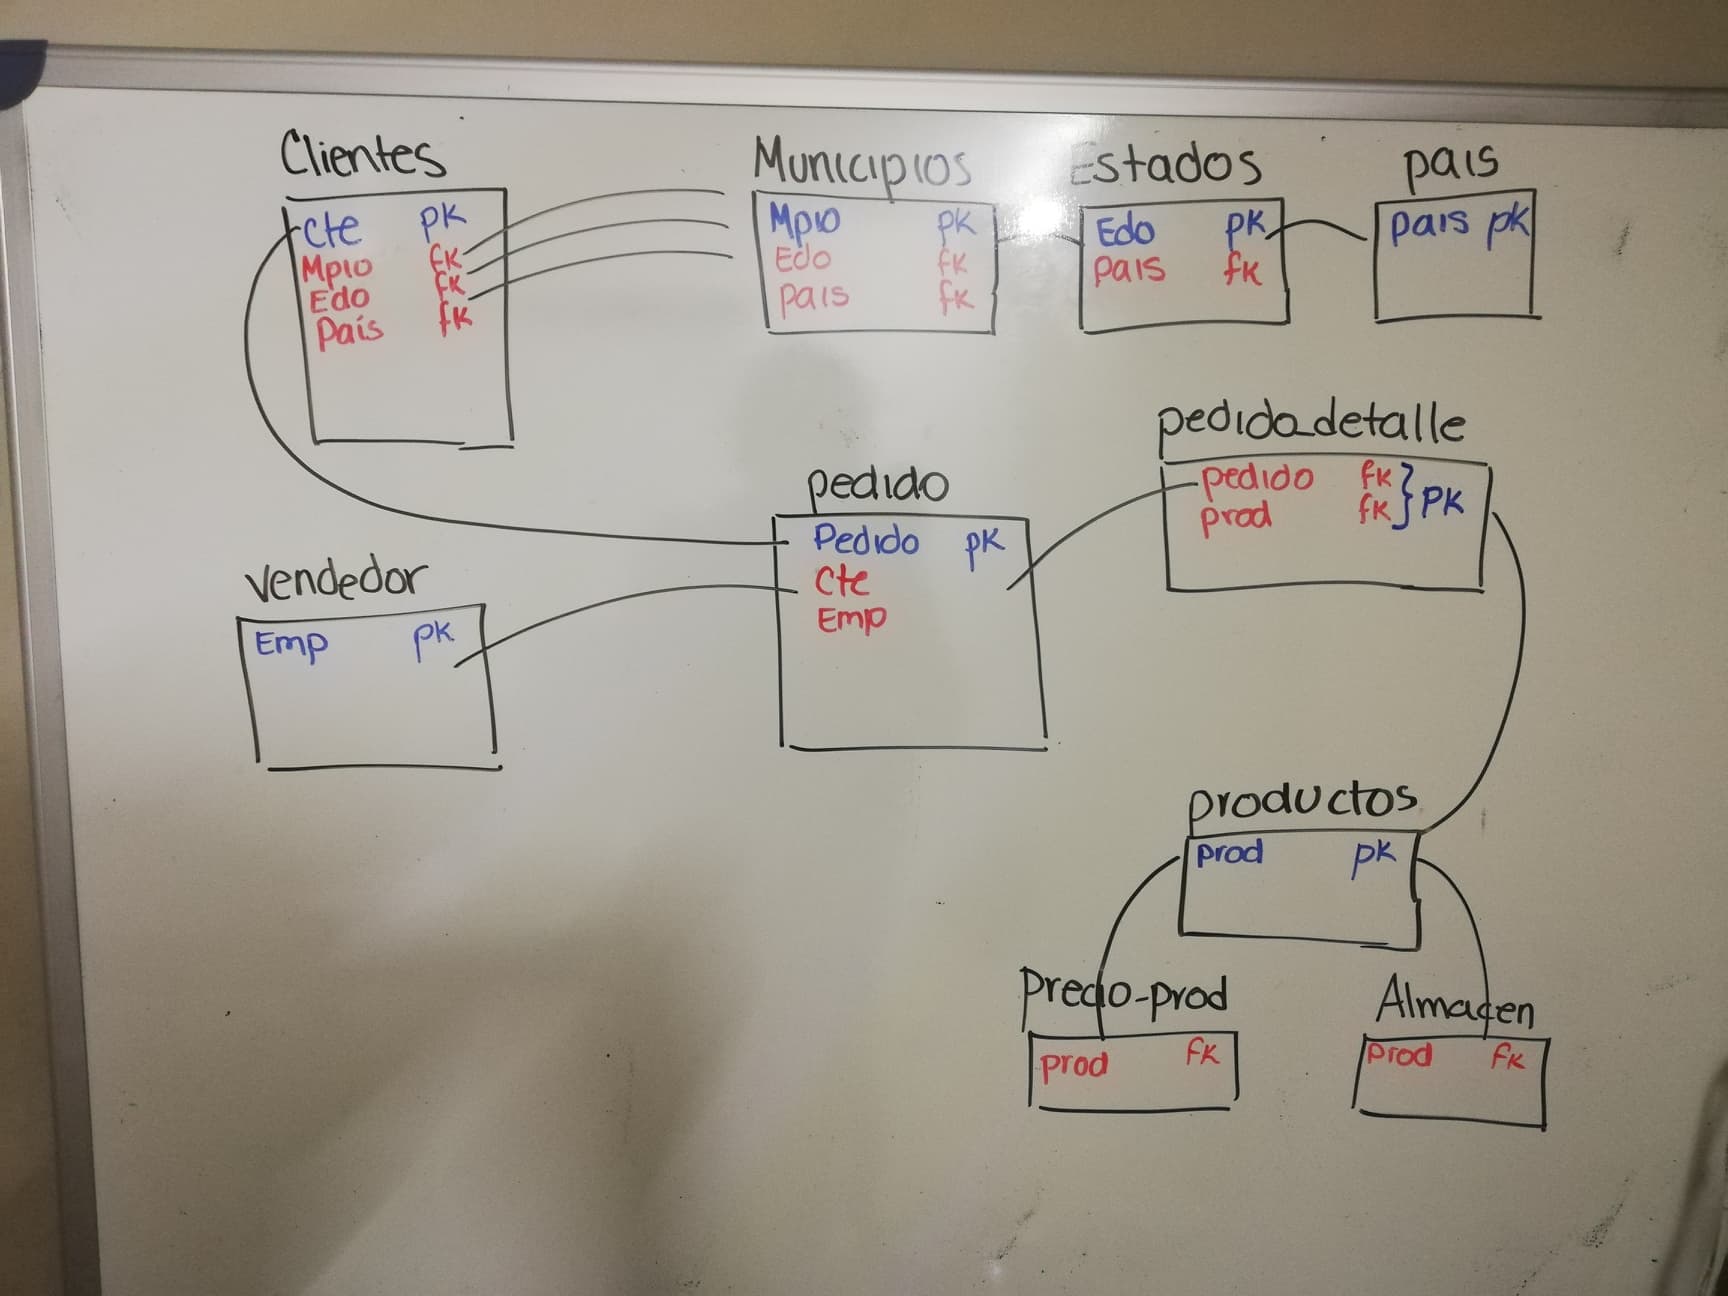 Clientes
Cte pk
Mpio fk
Edo fk
País fk
Municipios
Mpio pk
Edo fk
pais fk
Estados
Edo pk
pais fk
pais
pais pk
pedido_detalle
pedido fk } PK
prod fk
pedido
Pedido pk
Cte
Emp
vendedor
Emp pk
productos
prod pk
Precio-prod
prod fk
Almacen
prod fk